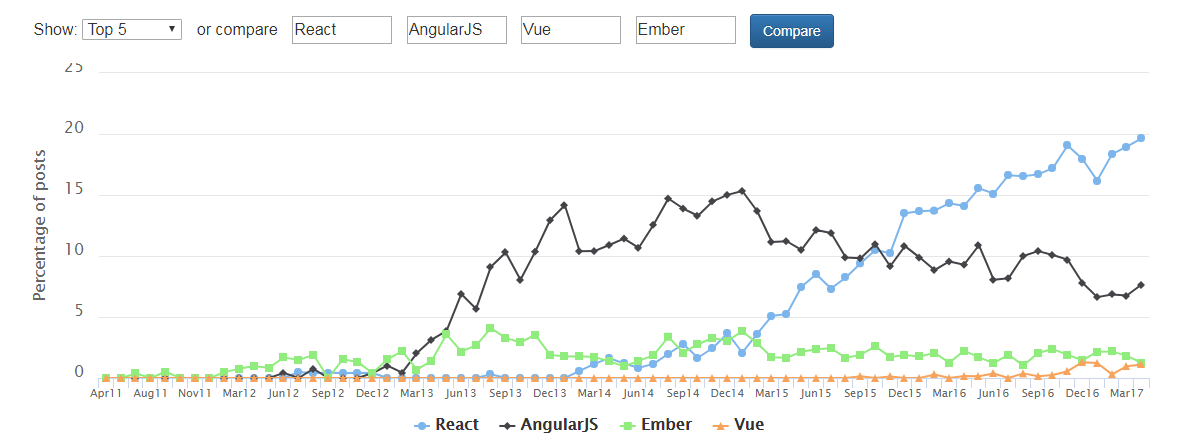 Show: Top 5 or compare React AngularJS Vue Ember Compare
25
20
15
10
5
0
Percentage of posts
Apr11 Aug11 Nov11 Mar12 Jun12 Sep12 Dec12 Mar13 Jun13 Sep13 Dec13 Mar14 Jun14 Sep14 Dec14 Mar15 Jun15 Sep15 Dec15 Mar16 Jun16 Sep16 Dec16 Mar17
React AngularJS Ember Vue